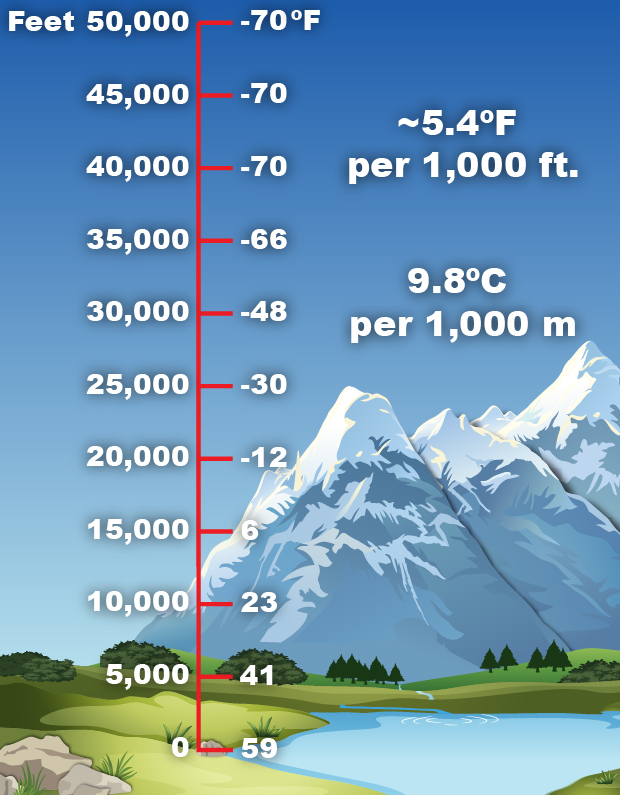 Feet 50,000 -70ºF
45,000 -70
~5.4ºF
per 1,000 ft.
40,000 -70
35,000 -66
9.8ºC
per 1,000 m
30,000 -48
25,000 -30
20,000 -12
15,000 6
10,000 23
5,000 41
0 59